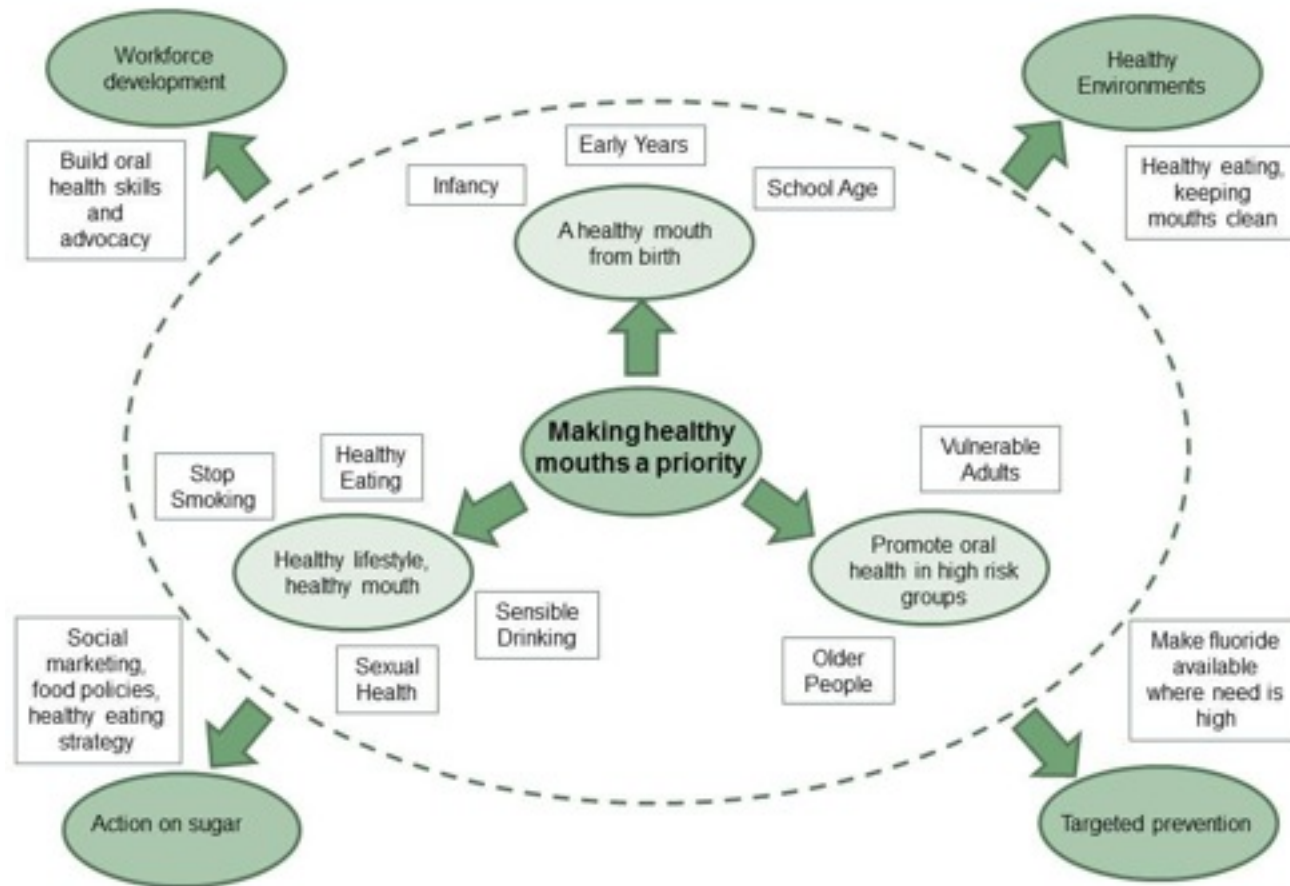 Workforce
development
Healthy
Environments
Build oral
health skills
and
advocacy
Infancy
Early Years
School Age
Healthy eating,
keeping
mouths clean
A healthy mouth
from birth
Making healthy
mouths a priority
Stop
Smoking
Healthy
Eating
Vulnerable
Adults
Healthy lifestyle,
healthy mouth
Promote oral
health in high risk
groups
Sensible
Drinking
Sexual
Health
Older
People
Social
marketing,
food policies,
healthy eating
strategy
Make fluoride
available
where need is
high
Action on sugar
Targeted prevention